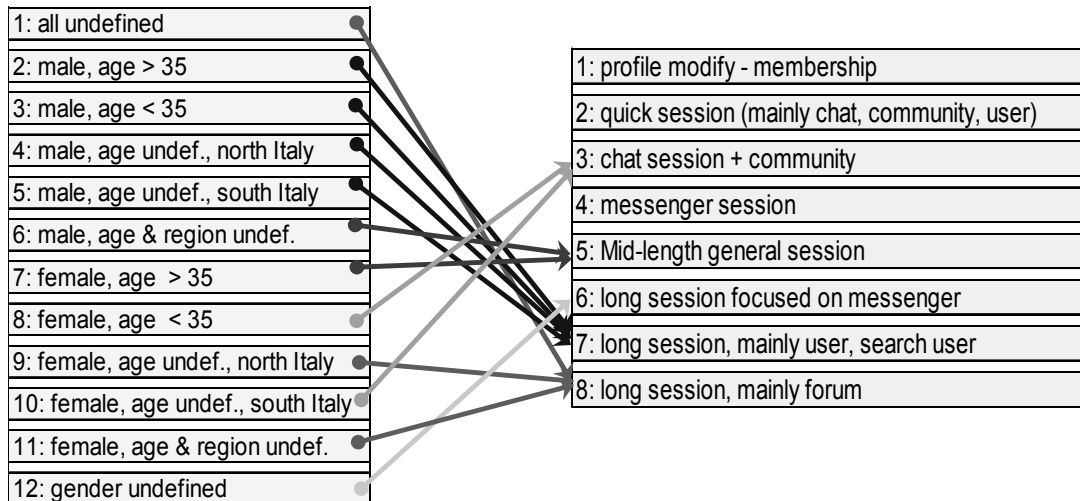 1: all undefined
2: male, age > 35
3: male, age < 35
4: male, age undef., north Italy
5: male, age undef., south Italy
6: male, age & region undef.
7: female, age > 35
8: female, age < 35
9: female, age undef., north Italy
10: female, age undef., south Italy
11: female, age & region undef.
12: gender undefined
1: profile modify - membership
2: quick session (mainly chat, community, user)
3: chat session + community
4: messenger session
5: Mid-length general session
6: long session focused on messenger
7: long session, mainly user, search user
8: long session, mainly forum